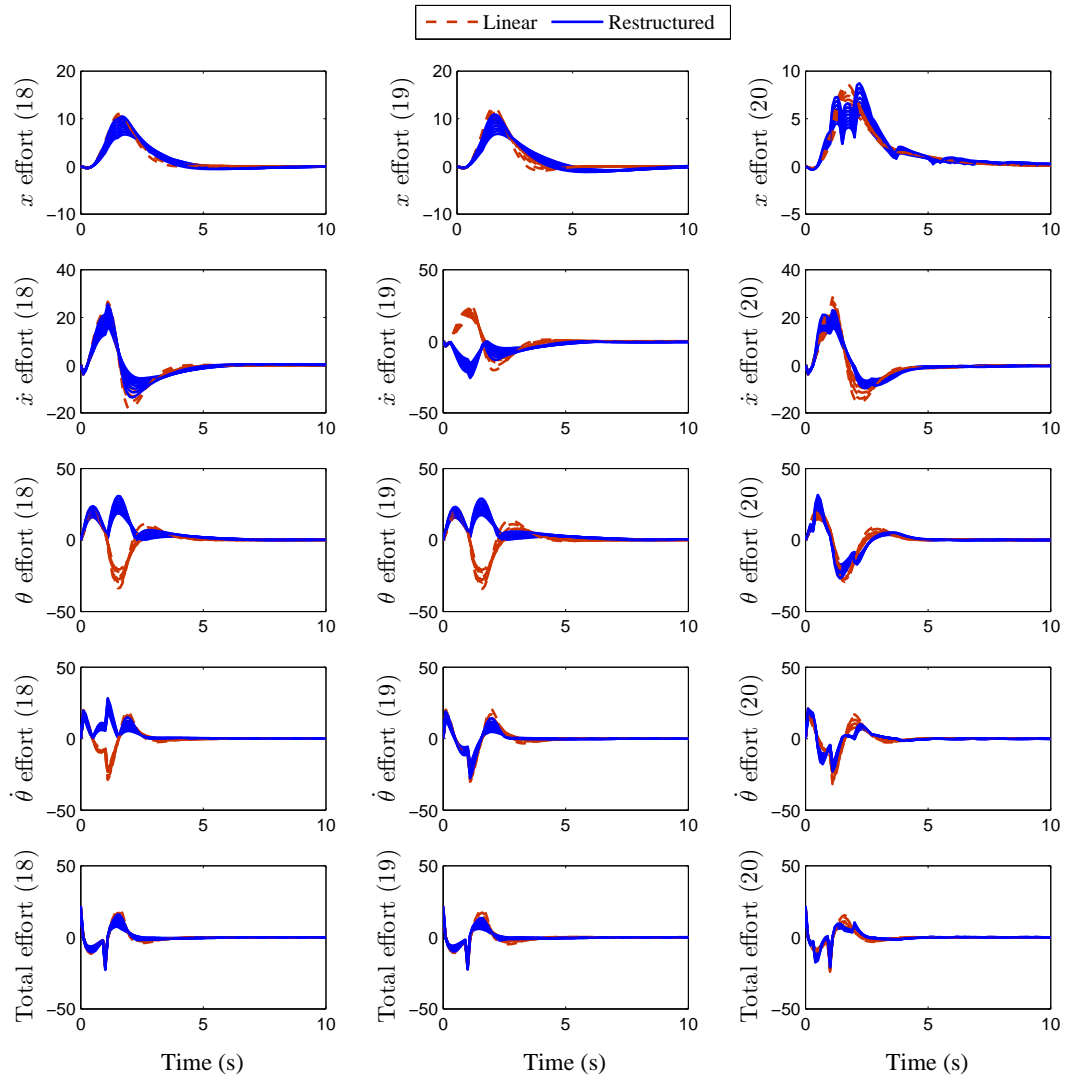 Linear Restructured
x effort (18)
20
10
0
−10
0 5 10
x effort (19)
20
10
0
−10
0 5 10
x effort (20)
10
5
0
−5
0 5 10
ẋ effort (18)
40
20
0
−20
0 5 10
ẋ effort (19)
50
0
−50
0 5 10
ẋ effort (20)
40
20
0
−20
0 5 10
θ effort (18)
50
0
−50
0 5 10
θ effort (19)
50
0
−50
0 5 10
θ effort (20)
50
0
−50
0 5 10
θ̇ effort (18)
50
0
−50
0 5 10
θ̇ effort (19)
50
0
−50
0 5 10
θ̇ effort (20)
50
0
−50
0 5 10
Total effort (18)
50
0
−50
0 5 10
Time (s)
Total effort (19)
50
0
−50
0 5 10
Time (s)
Total effort (20)
50
0
−50
0 5 10
Time (s)